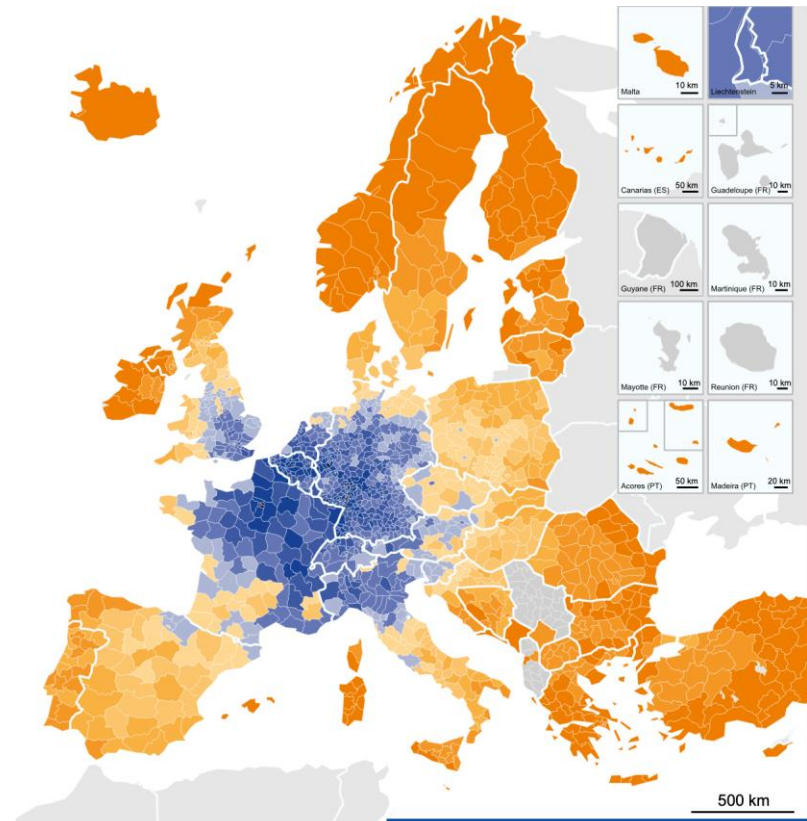 Malta
10 km
Liechtenstein
5 km
Canarias (ES)
50 km
Guadeloupe (FR)
10 km
Guyane (FR)
100 km
Martinique (FR)
10 km
Mayotte (FR)
10 km
Reunion (FR)
10 km
Acores (PT)
50 km
Madeira (PT)
20 km
500 km